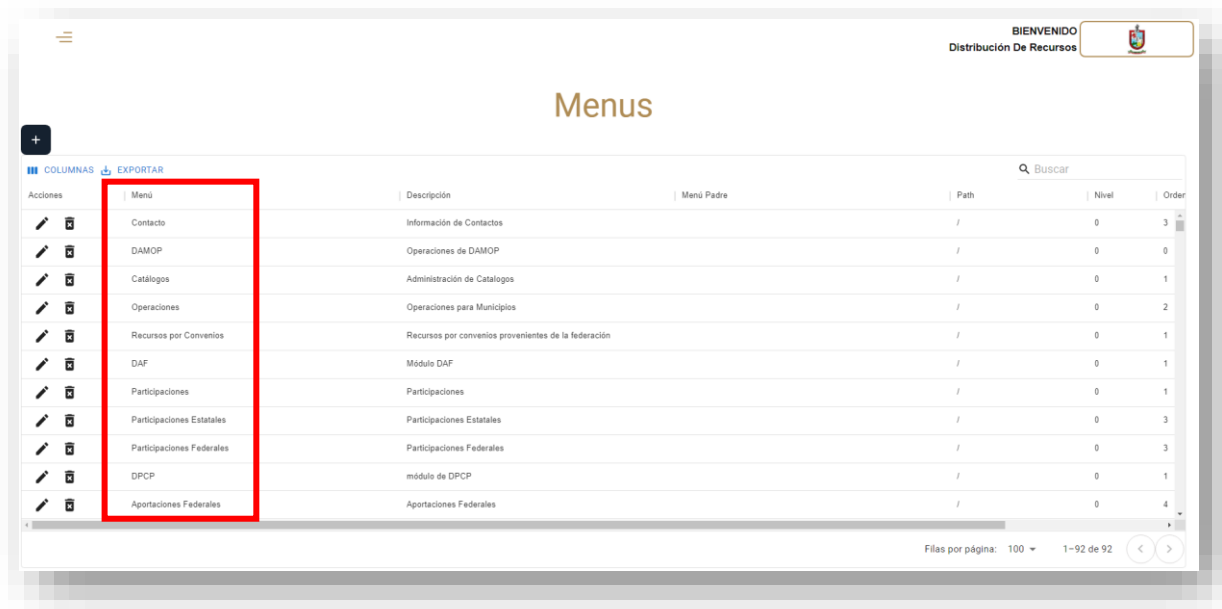 BIENVENIDO
Distribución De Recursos
Menus
+
COLUMNAS EXPORTAR
Buscar
Acciones Menú Descripción Menú Padre Path Nivel Orden
Contacto Información de Contactos / 0 3
DAMOP Operaciones de DAMOP / 0 0
Catálogos Administración de Catalogos / 0 1
Operaciones Operaciones para Municipios / 0 2
Recursos por Convenios Recursos por convenios provenientes de la federación / 0 1
DAF Módulo DAF / 0 1
Participaciones Participaciones / 0 1
Participaciones Estatales Participaciones Estatales / 0 3
Participaciones Federales Participaciones Federales / 0 3
DPCP módulo de DPCP / 0 1
Aportaciones Federales Aportaciones Federales / 0 4
Filas por página: 100 1–92 de 92